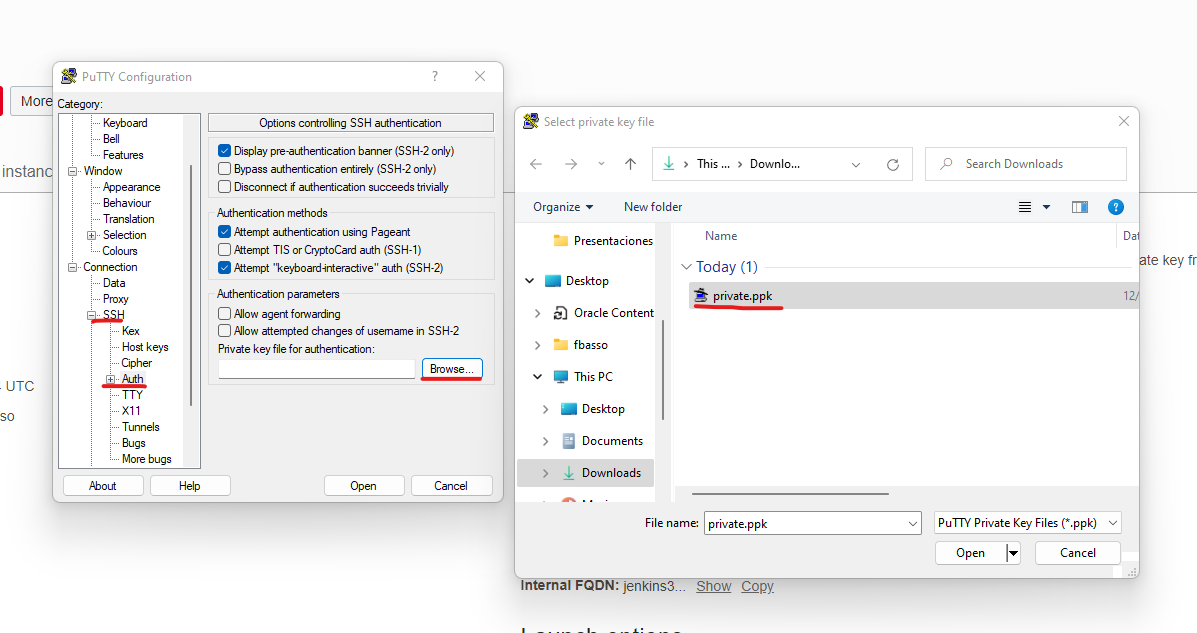 More
instanc
UTC
so
PuTTY Configuration
?
Category:
Keyboard
Bell
Features
Window
Appearance
Behaviour
Translation
Selection
Colours
Connection
Data
Proxy
SSH
Kex
Host keys
Cipher
Auth
TTY
X11
Tunnels
Bugs
More bugs
Options controlling SSH authentication
Display pre-authentication banner (SSH-2 only)
Bypass authentication entirely (SSH-2 only)
Disconnect if authentication succeeds trivially
Authentication methods
Attempt authentication using Pageant
Attempt TIS or CryptoCard auth (SSH-1)
Attempt "keyboard-interactive" auth (SSH-2)
Authentication parameters
Allow agent forwarding
Allow attempted changes of username in SSH-2
Private key file for authentication:
Browse...
About Help Open Cancel
Select private key file
This ... Downlo...
Search Downloads
Organize New folder
?
Presentaciones
Desktop
Oracle Content
fbasso
This PC
Desktop
Documents
Downloads
Name Dat
Today (1)
private.ppk 12/
File name: private.ppk PuTTY Private Key Files (*.ppk)
Open Cancel
ate key fr
Internal FQDN: jenkins3... Show Copy
Launch options